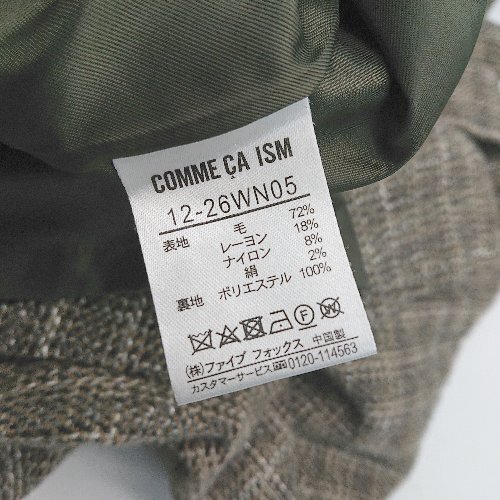 COMME ÇA ISM
12-26WN05
表地 毛 72%
レーヨン 18%
ナイロン 8%
絹 2%
裏地 ポリエステル 100%
F W
(株)ファイブ フォックス 中国製
カスタマーサービス 0120-114563